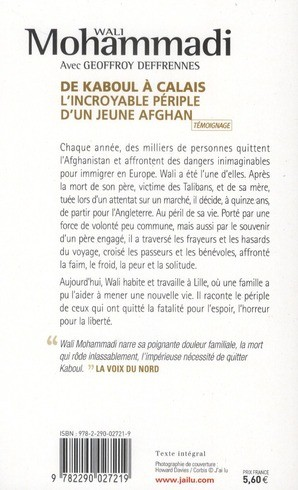 WALI
Mohammadi
Avec GEOFFROY DEFFRENNES
DE KABOUL À CALAIS
L'INCROYABLE PÉRIPLE
D'UN JEUNE AFGHAN
TÉMOIGNAGE
Chaque année, des milliers de personnes quittent
l'Afghanistan et affrontent des dangers inimaginables
pour immigrer en Europe. Wali a été l'une d'elles. Après
la mort de son père, victime des Talibans, et de sa mère,
tuée lors d'un attentat sur un marché, il décide, à quinze ans,
de partir pour l'Angleterre. Au péril de sa vie. Porté par une
force de volonté peu commune, mais aussi par le souvenir
d'un père engagé, il a traversé les frayeurs et les hasards
du voyage, croisé les passeurs et les bénévoles, affronté
la faim, le froid, la peur et la solitude.
Aujourd'hui, Wali habite et travaille à Lille, où une famille a
pu l'aider à mener une nouvelle vie. Il raconte le périple
de ceux qui ont quitté la fatalité pour l'espoir, l'horreur
pour la liberté.
“ Wali Mohammadi narre sa poignante douleur familiale, la mort
qui rôde inlassablement, l'impérieuse nécessité de quitter
Kaboul. ” LA VOIX DU NORD
ISBN : 978-2-290-02721-9
9 782290 027219
Texte intégral
Photographie de couverture
Howard Davies / Corbis © J'ai lu
www.jailu.com
PRIX FRANCE
5,60 €